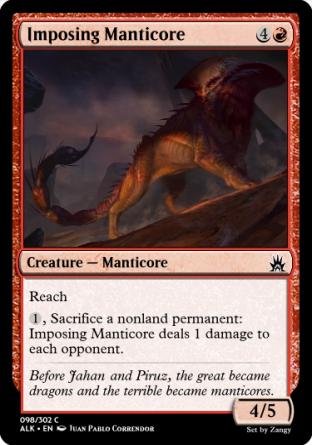 Imposing Manticore 4
Creature — Manticore
Reach
1, Sacrifice a nonland permanent:
Imposing Manticore deals 1 damage to
each opponent.
Before Jahan and Piruz, the great became
dragons and the terrible became manticores.
4/5
098/302 C
ALK • EN Juan Pablo Correndor
Set by Zangy